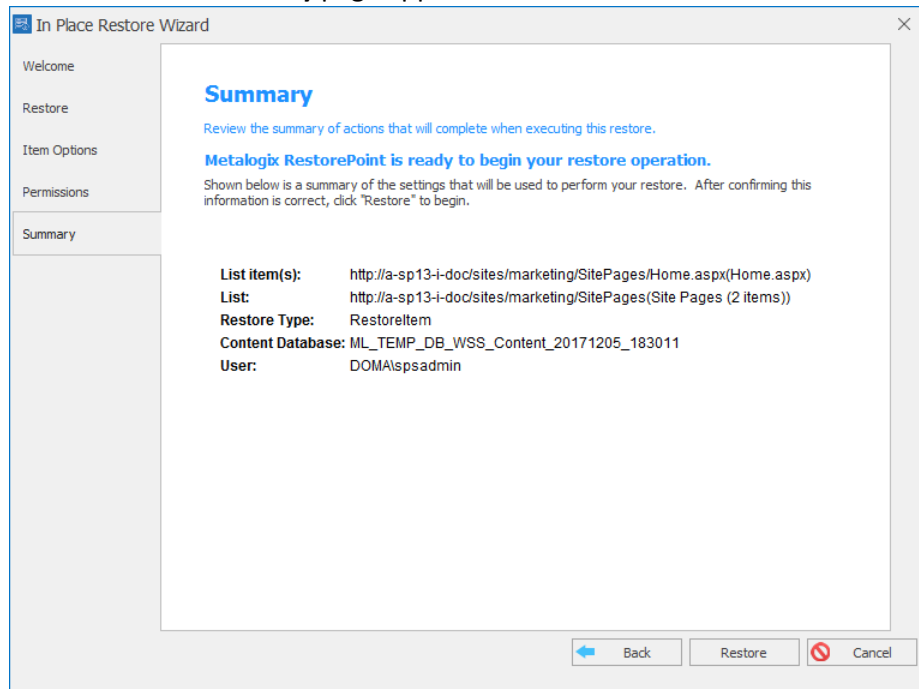 In Place Restore Wizard
Welcome
Restore
Item Options
Permissions
Summary
Summary
Review the summary of actions that will complete when executing this restore.
Metalogix RestorePoint is ready to begin your restore operation.
Shown below is a summary of the settings that will be used to perform your restore. After confirming this
information is correct, click "Restore" to begin.
List item(s): http://a-sp13-i-doc/sites/marketing/SitePages/Home.aspx(Home.aspx)
List: http://a-sp13-i-doc/sites/marketing/SitePages(Site Pages (2 items))
Restore Type: RestoreItem
Content Database: ML_TEMP_DB_WSS_Content_20171205_183011
User: DOMA\spsadmin
Back Restore Cancel